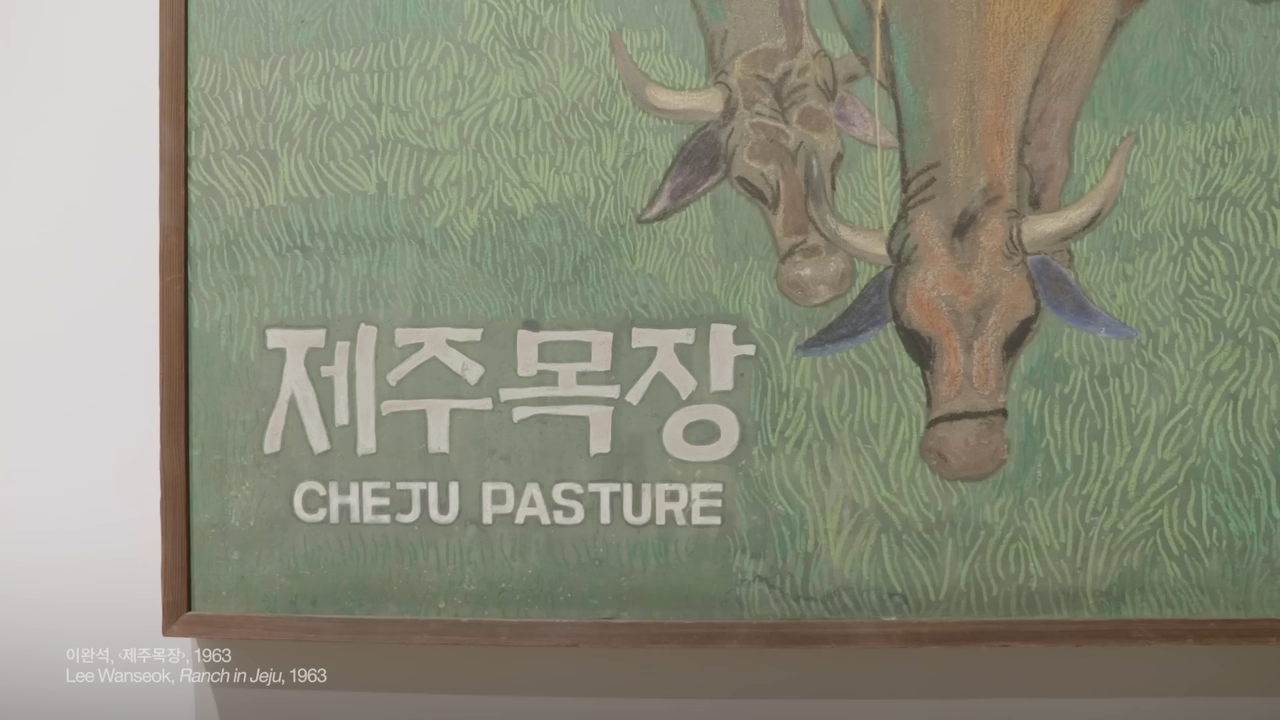 제주목장
CHEJU PASTURE
이완석, ‹제주목장›, 1963
Lee Wanseok, Ranch in Jeju, 1963